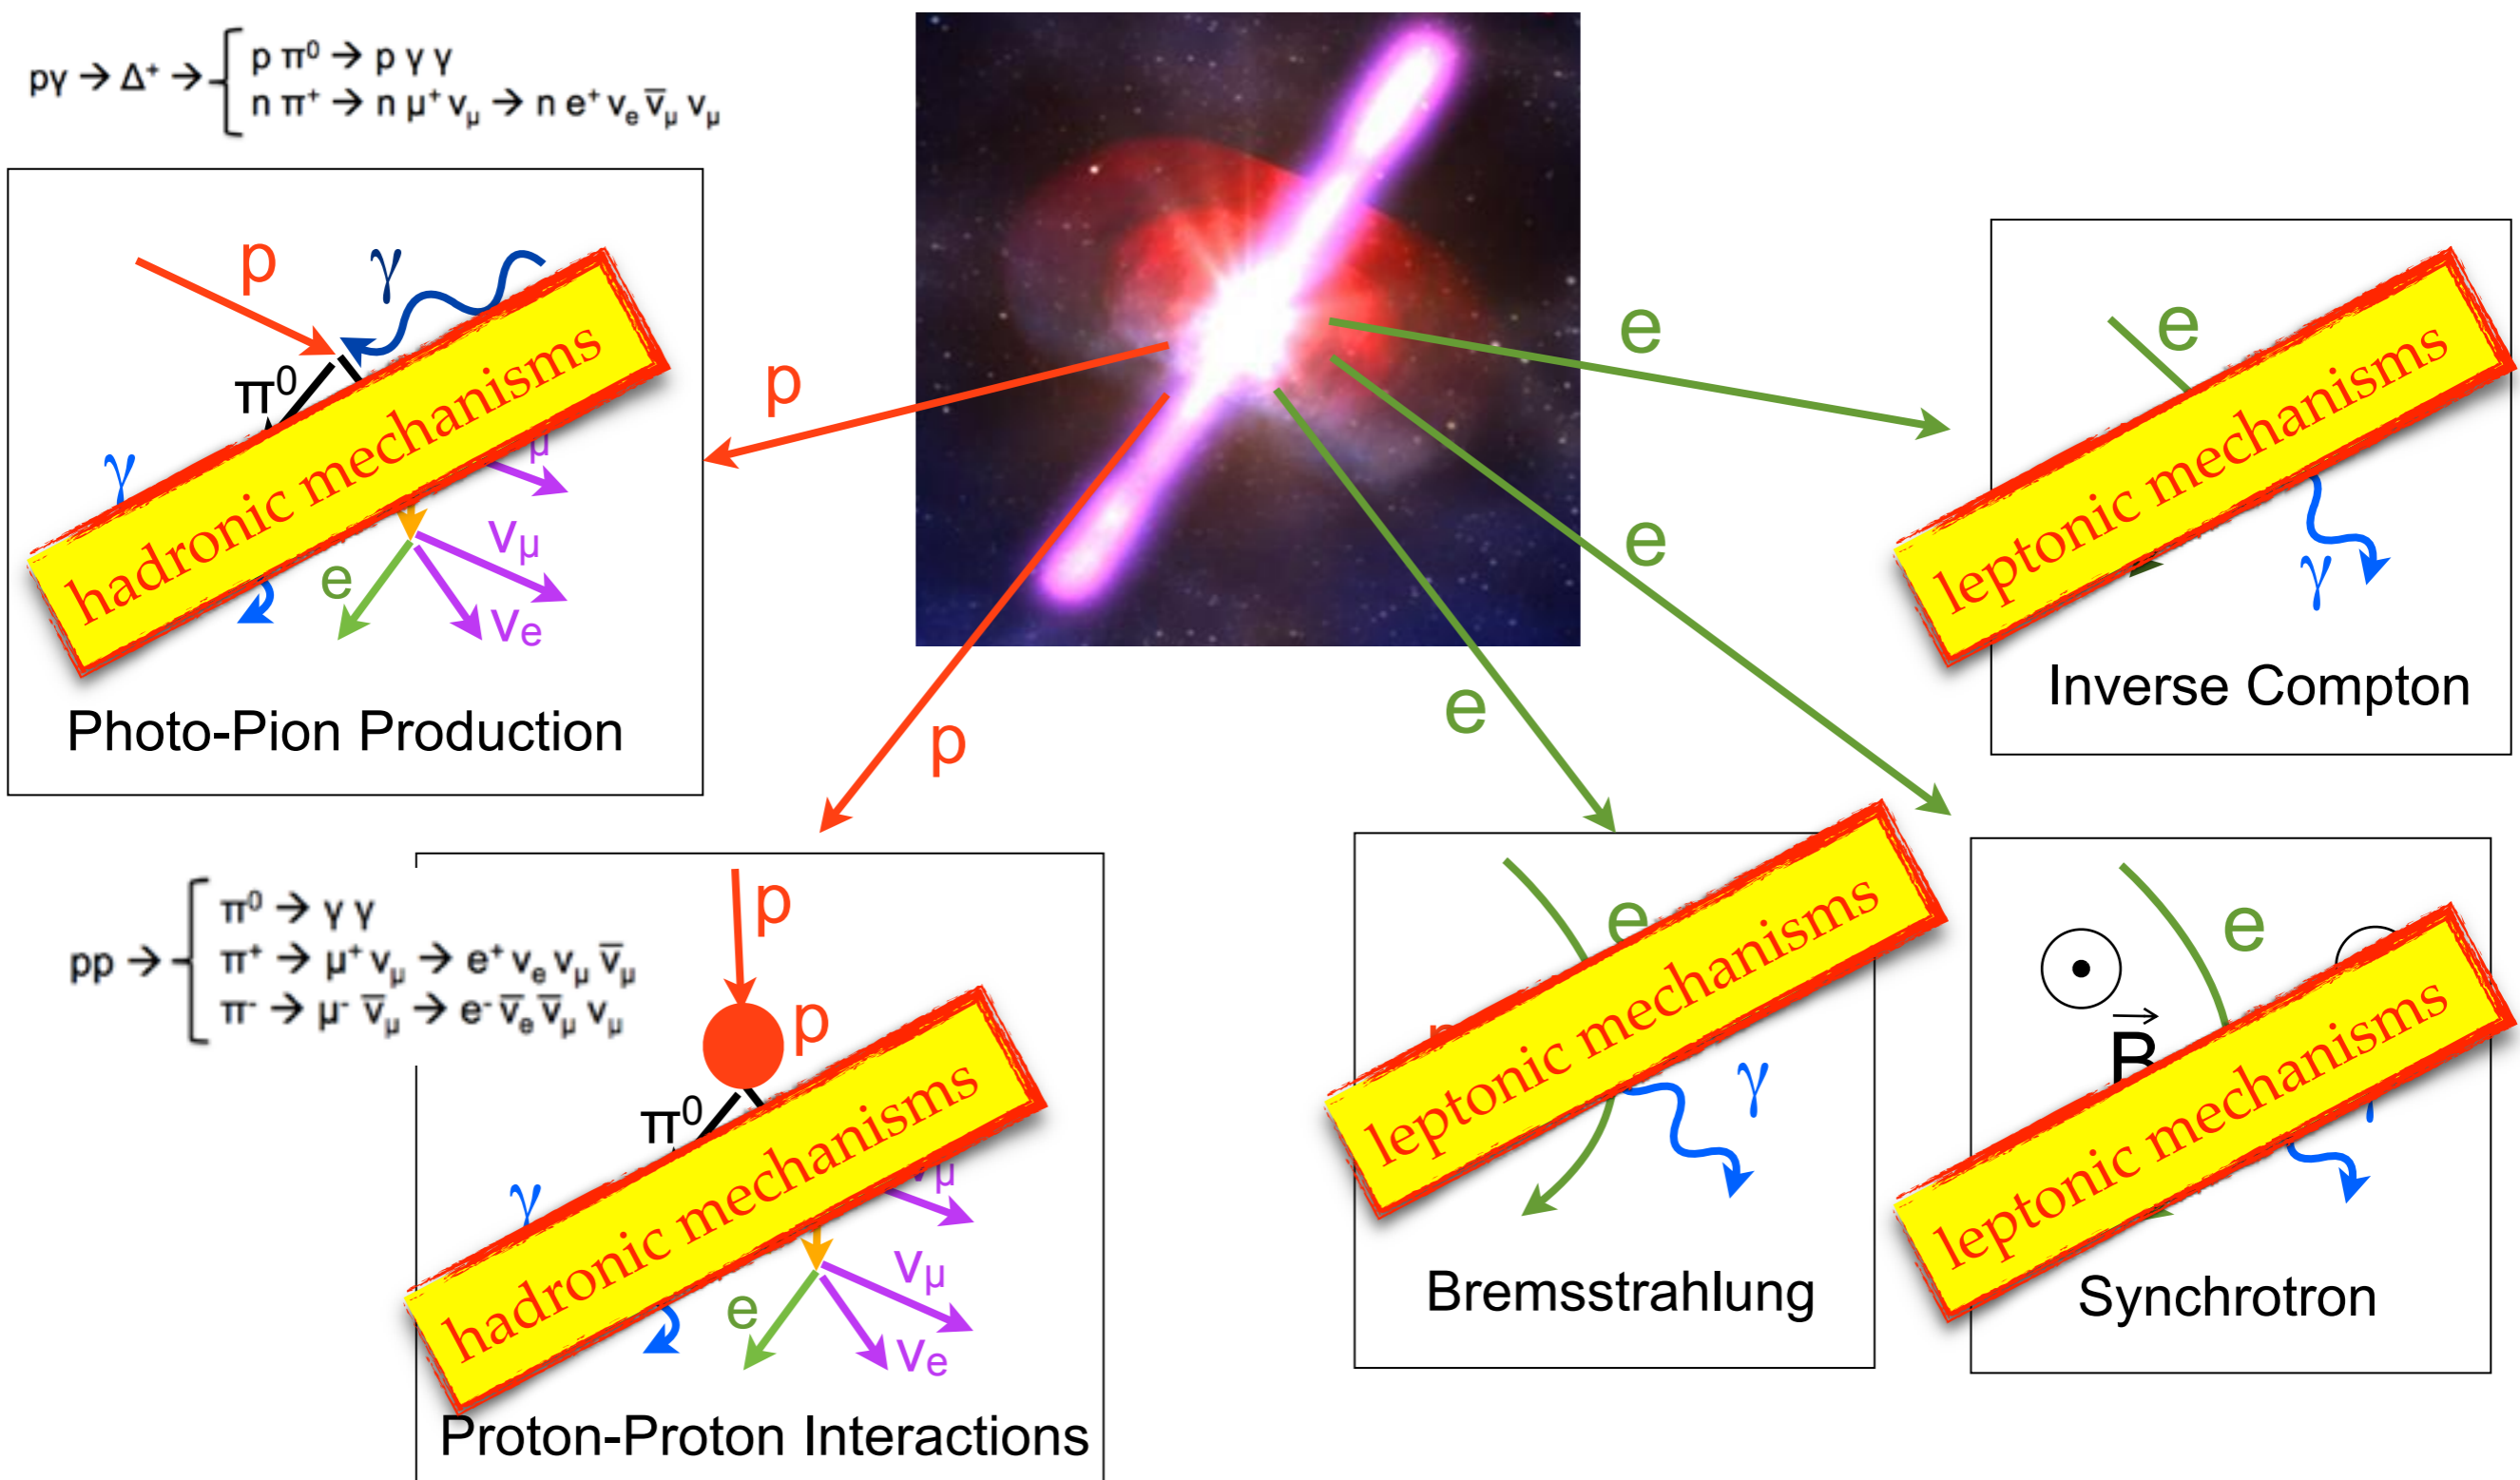 pγ → Δ⁺ → { p π⁰ → p γ γ
n π⁺ → n μ⁺ ν_μ → n e⁺ ν_e ν̅_μ ν_μ
p
γ
π⁰
γ
hadronic mechanisms
μ
ν_μ
e
ν_e
Photo-Pion Production
p
p
e
e
e
e
leptonic mechanisms
γ
Inverse Compton
pp → { π⁰ → γ γ
π⁺ → μ⁺ ν_μ → e⁺ ν_e ν_μ ν̅_μ
π⁻ → μ⁻ ν̅_μ → e⁻ ν̅_e ν̅_μ ν_μ
p
p
π⁰
γ
hadronic mechanisms
ν_μ
ν_μ
e
ν_e
Proton-Proton Interactions
e
leptonic mechanisms
γ
Bremsstrahlung
e
B⃗
leptonic mechanisms
Synchrotron